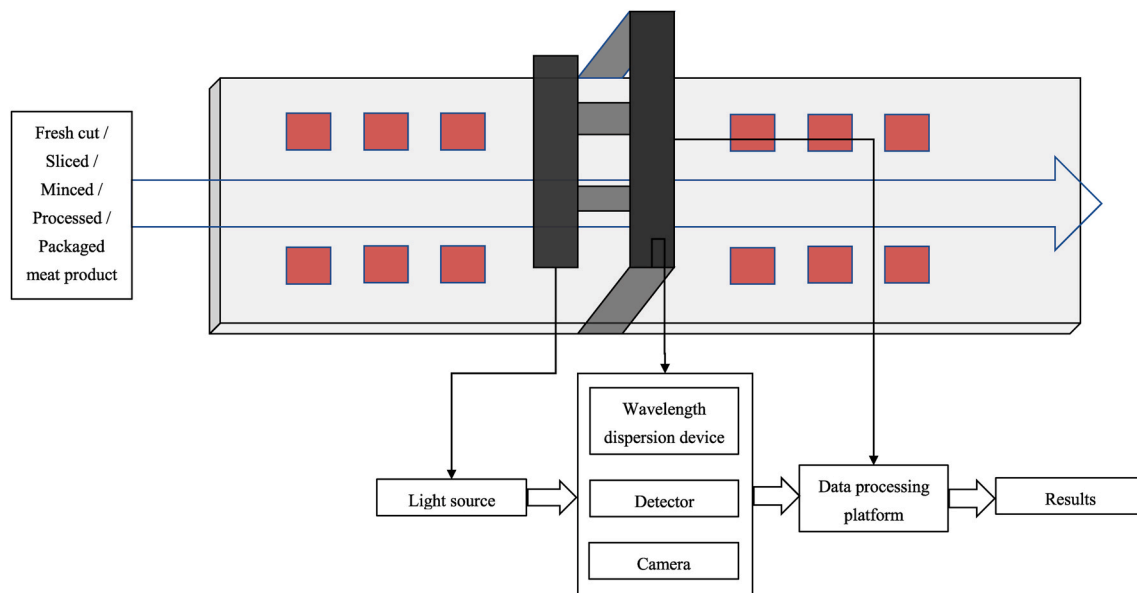 Fresh cut /
Sliced /
Minced /
Processed /
Packaged
meat product
Light source
Wavelength
dispersion device
Detector
Camera
Data processing
platform
Results